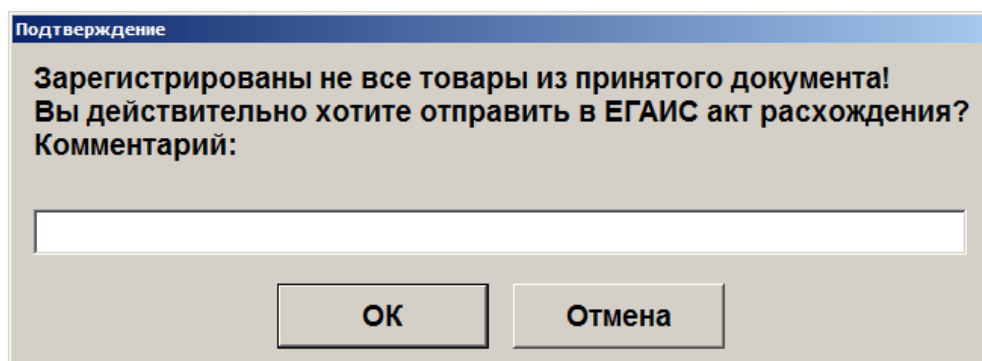 Подтверждение
Зарегистрированы не все товары из принятого документа!
Вы действительно хотите отправить в ЕГАИС акт расхождения?
Комментарий:
ОК
Отмена